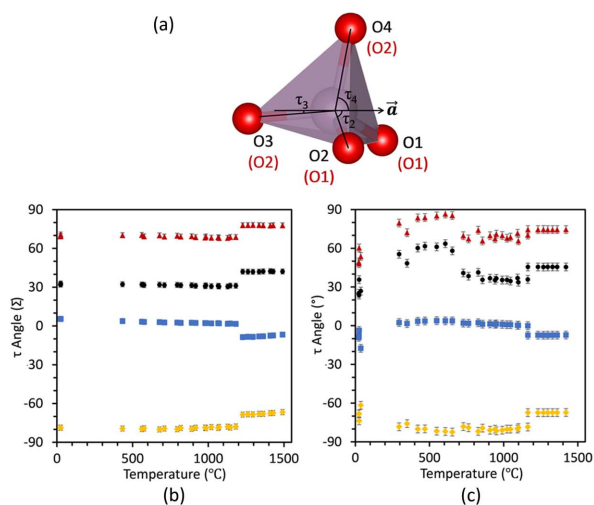 (a)
O4
(O2)
τ3
τ4
τ2
a
O3
(O2)
O2
(O1)
O1
(O1)
(b)
(c)
90
60
30
0
-30
-60
-90
τ Angle (Σ)
0
500
1000
1500
Temperature (°C)
90
60
30
0
-30
-60
-90
τ Angle (°)
0
500
1000
1500
Temperature (°C)
(b)
(c)